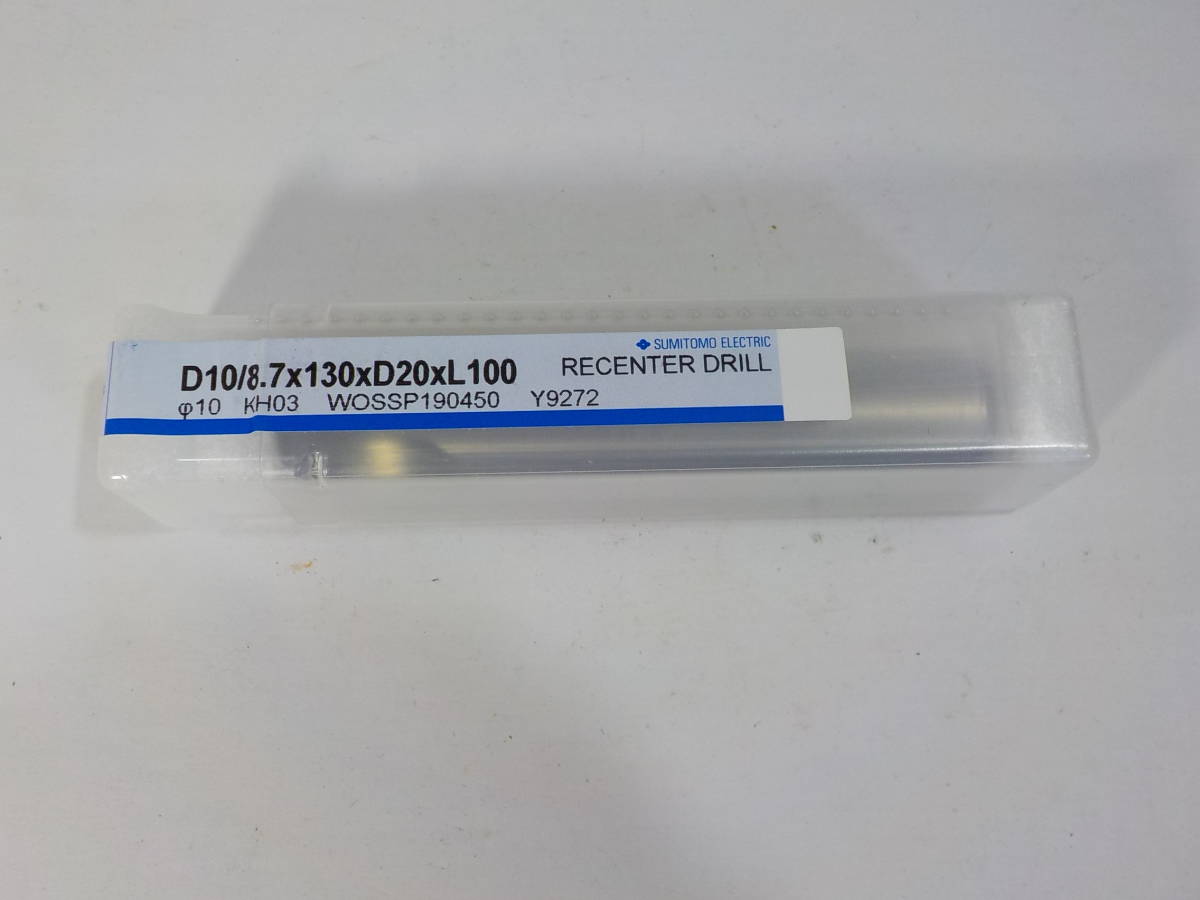 SUMITOMO ELECTRIC
D10/8.7x130xD20xL100 RECENTER DRILL
φ10 KH03 WOSSP190450 Y9272